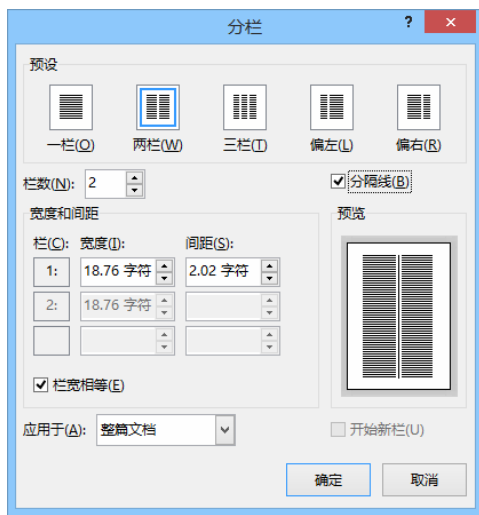 分栏 ? ×
预设
一栏(O) 两栏(W) 三栏(T) 偏左(L) 偏右(R)
栏数(N): 2 分隔线(B)
宽度和间距 预览
栏(C): 宽度(I): 间距(S):
1: 18.76 字符 2.02 字符
2: 18.76 字符
栏宽相等(E)
应用于(A): 整篇文档 开始新栏(U)
确定 取消